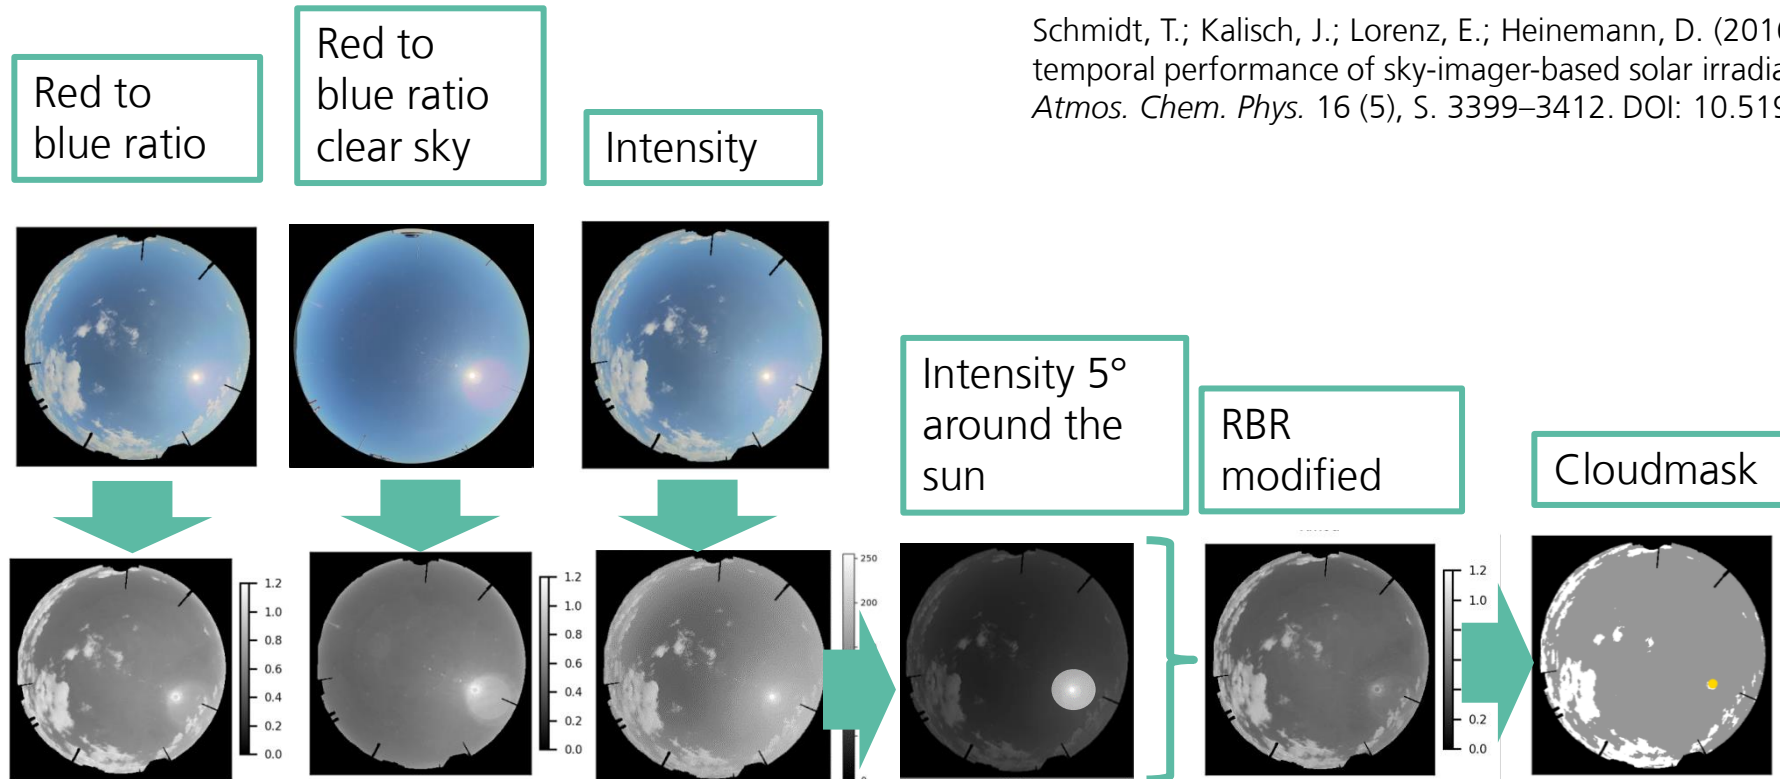 Schmidt, T.; Kalisch, J.; Lorenz, E.; Heinemann, D.
temporal performance of sky-imager-based solar
Atmos. Chem. Phys. 16 (5), S. 3399–3412. DOI:
Red to
blue ratio
Red to
blue ratio
clear sky
Intensity
Intensity 5°
around the
sun
RBR
modified
Cloudmask
1.2
1.0
0.8
0.6
0.4
0.2
0.0
1.2
1.0
0.8
0.6
0.4
0.2
0.0
250
200
1.2
1.0
0.2
0.0